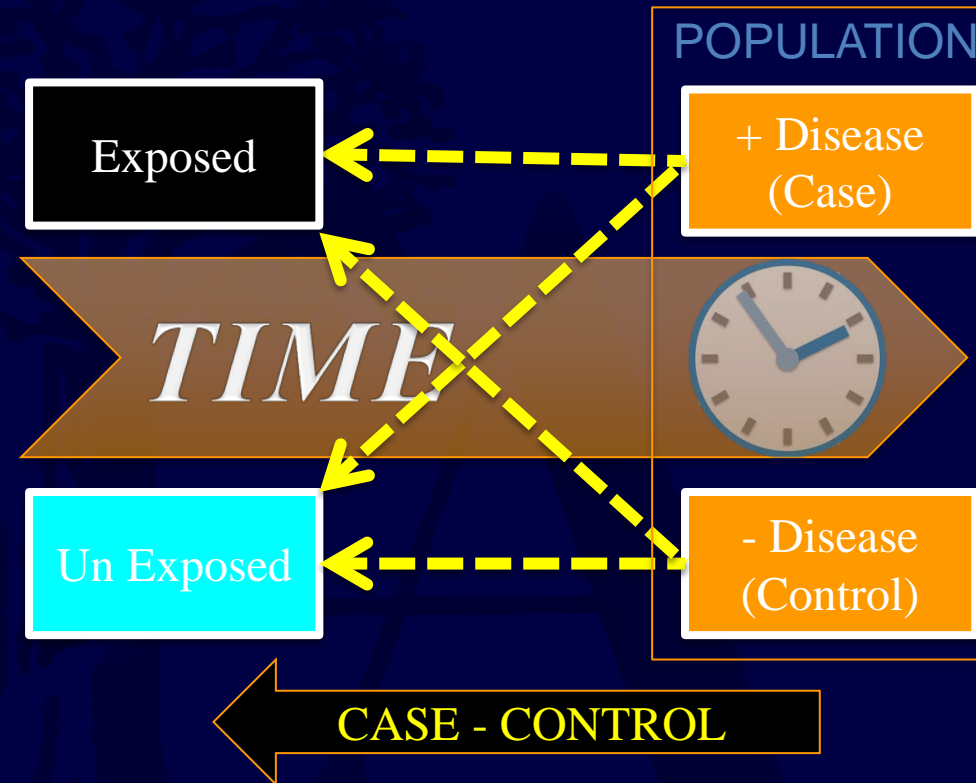 POPULATION
Exposed
+ Disease
(Case)
TIME
Un Exposed
- Disease
(Control)
CASE - CONTROL